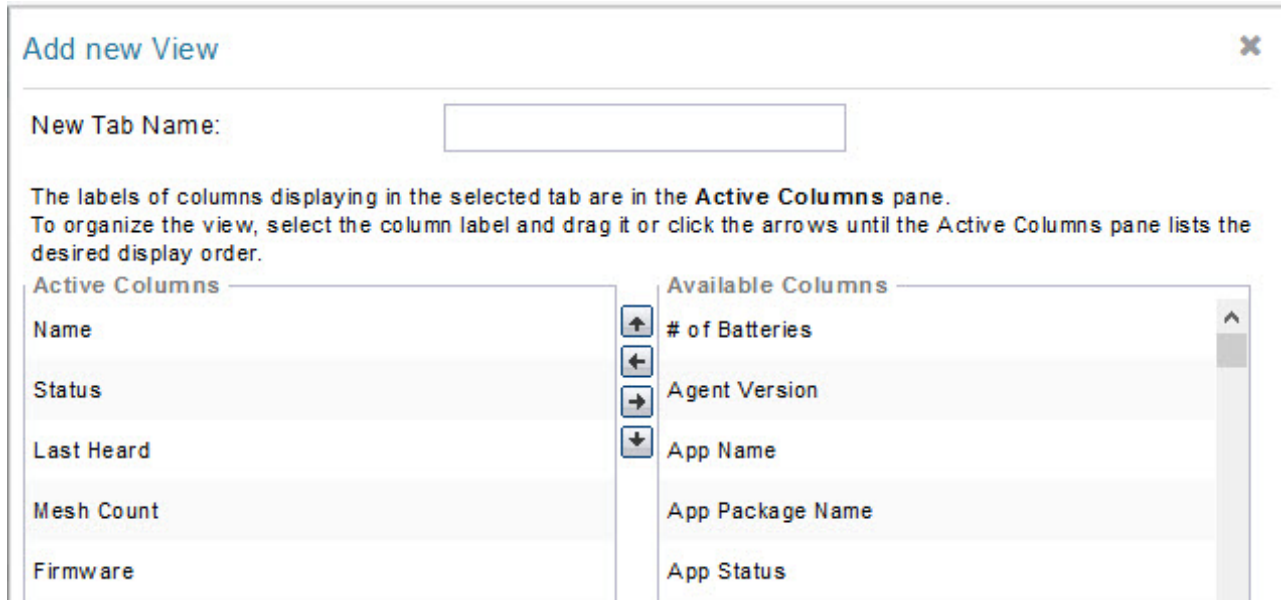 Add new View
New Tab Name:
The labels of columns displaying in the selected tab are in the Active Columns pane.
To organize the view, select the column label and drag it or click the arrows until the Active Columns pane lists the
desired display order.
Active Columns
Name
Status
Last Heard
Mesh Count
Firmware
Available Columns
# of Batteries
Agent Version
App Name
App Package Name
App Status